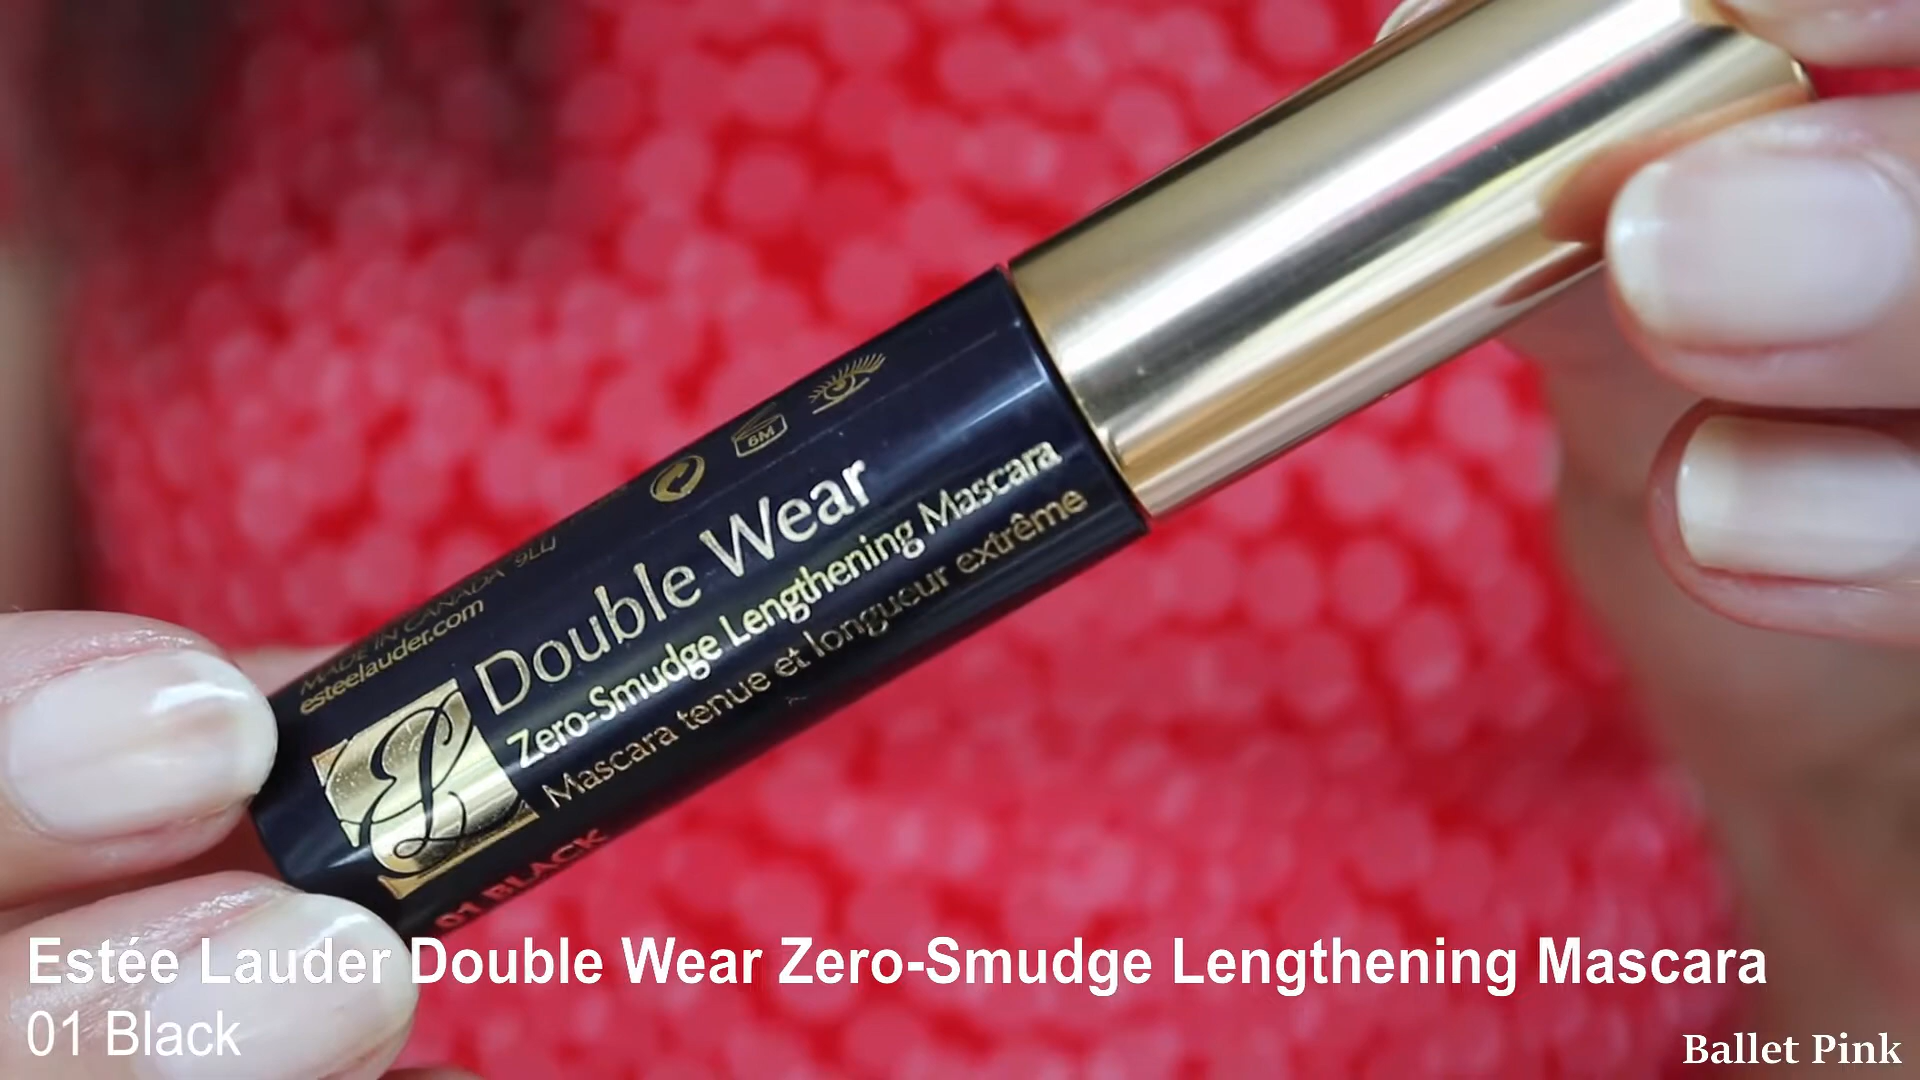 MADE IN CANADA 9LLJ
esteelauder.com
6M
Double Wear
Zero-Smudge Lengthening Mascara
Mascara tenue et longueur extrême
01 BLACK
Estée Lauder Double Wear Zero-Smudge Lengthening Mascara
01 Black
Ballet Pink